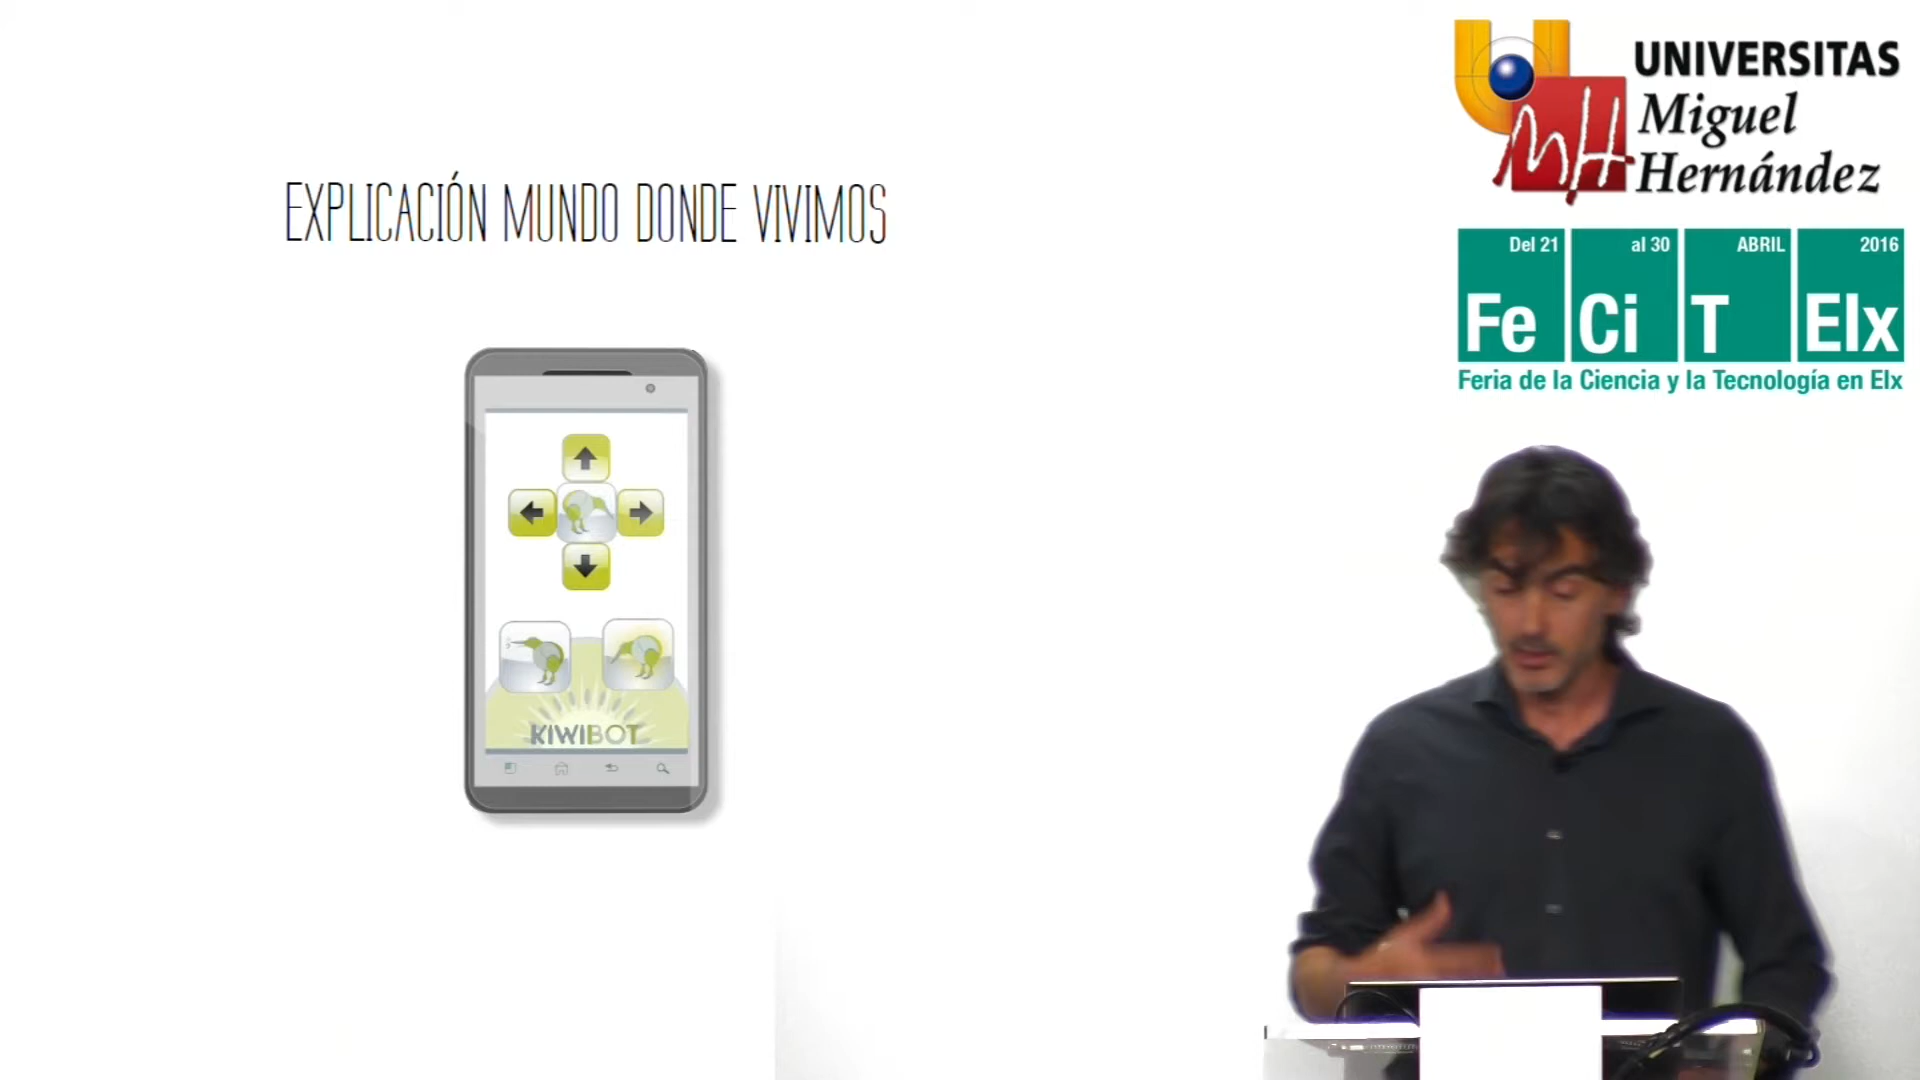 EXPLICACIÓN MUNDO DONDE VIVIMOS
KIWIBOT
UNIVERSITAS
Miguel
Hernández
Del 21 al 30 ABRIL 2016
Fe Ci T Elx
Feria de la Ciencia y la Tecnología en Elx